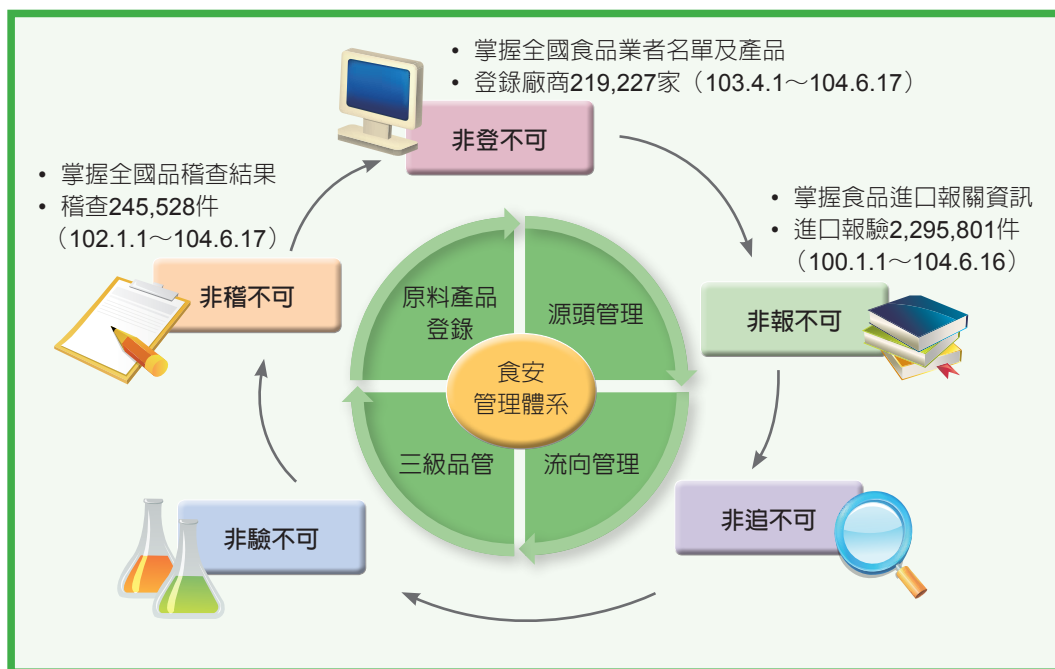 • 掌握全國食品業者名單及產品
• 登錄廠商219,227家（103.4.1～104.6.17）
非登不可
• 掌握食品進口報關資訊
• 進口報驗2,295,801件
（100.1.1～104.6.16）
非報不可
非追不可
非驗不可
• 掌握全國品稽查結果
• 稽查245,528件
（102.1.1～104.6.17）
非稽不可
原料產品
登錄
源頭管理
食安
管理體系
三級品管
流向管理